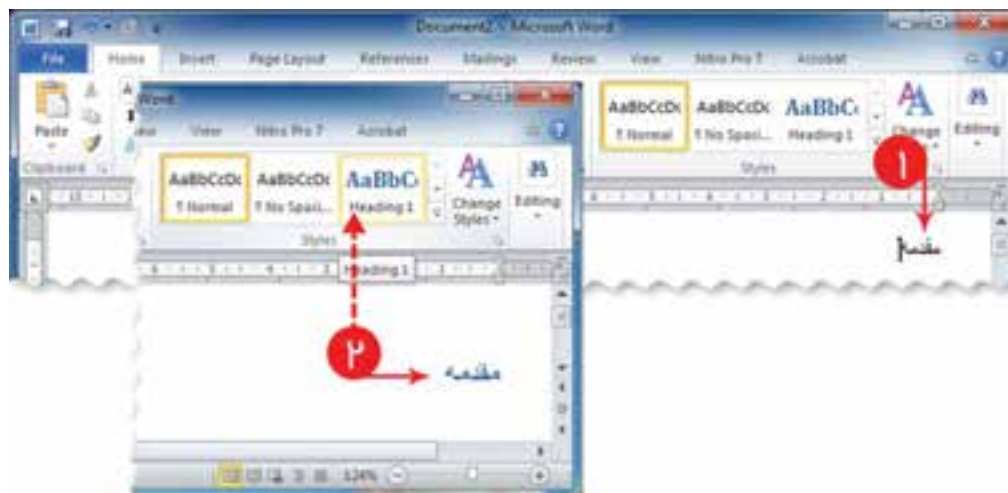 Document2 - Microsoft Word
File Home Insert Page Layout References Mailings Review View Nitro Pro 7 Acrobat
Paste
Clipboard
AaBbCcDc AaBbCcDc AaBbC
¶ Normal ¶ No Spaci... Heading 1 Change Editing
Styles
۱
مقدمه
Word
View Nitro Pro 7 Acrobat
AaBbCcDc AaBbCcDc AaBbC
¶ Normal ¶ No Spaci... Heading 1 Change Styles Editing
Styles
Heading 1
۲
مقدمه
124%